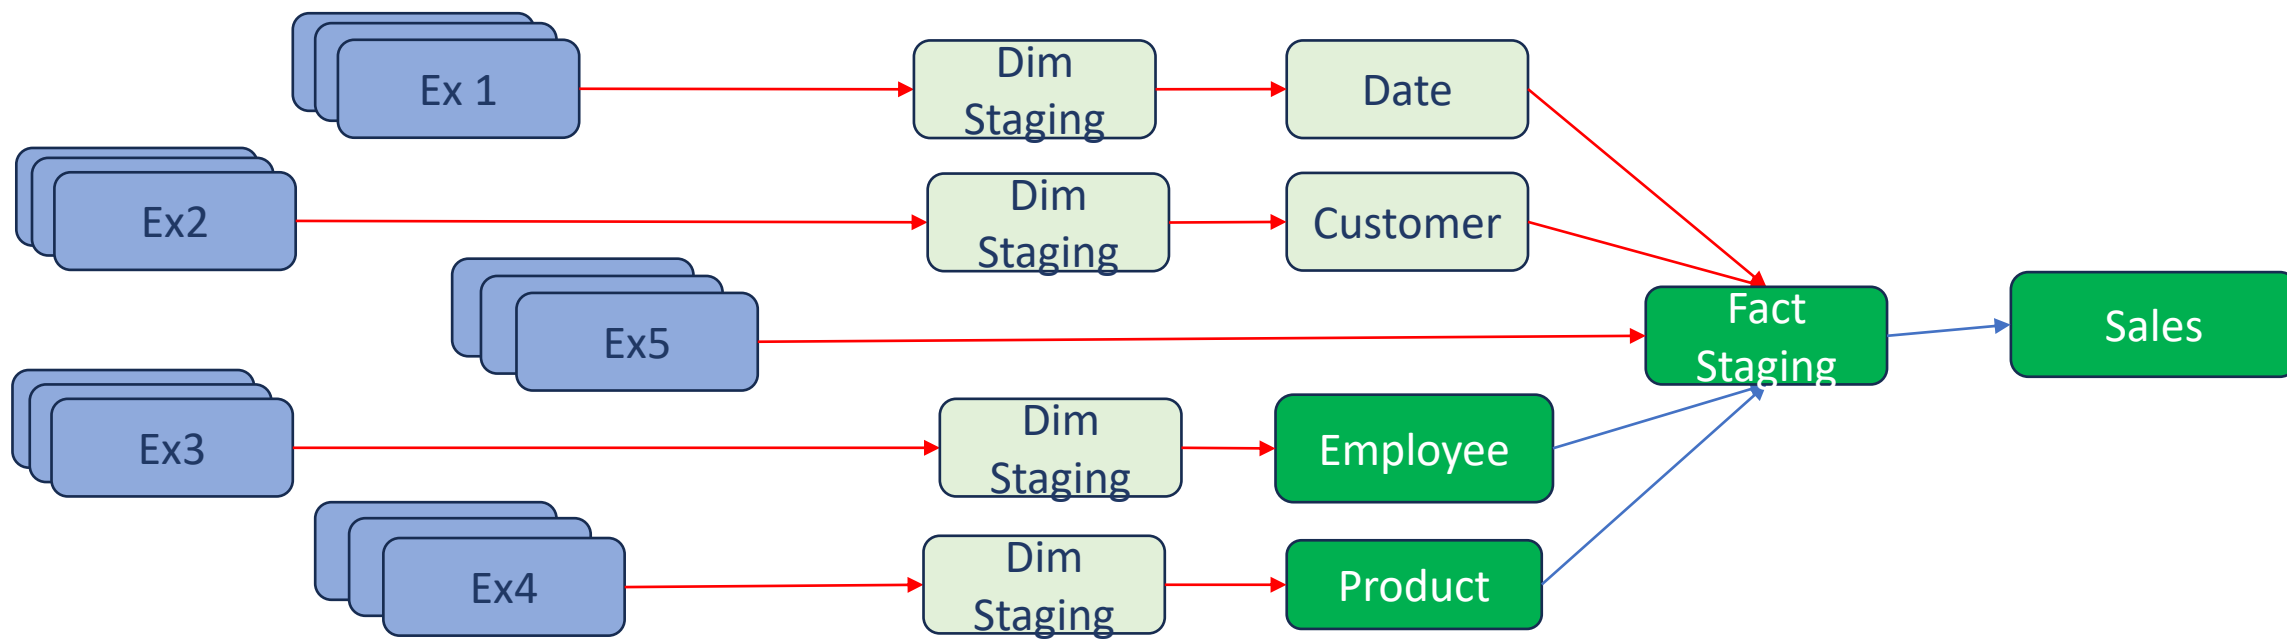 Ex 1
Dim
Staging
Date
Ex2
Dim
Staging
Customer
Ex5
Fact
Staging
Sales
Ex3
Dim
Staging
Employee
Ex4
Dim
Staging
Product